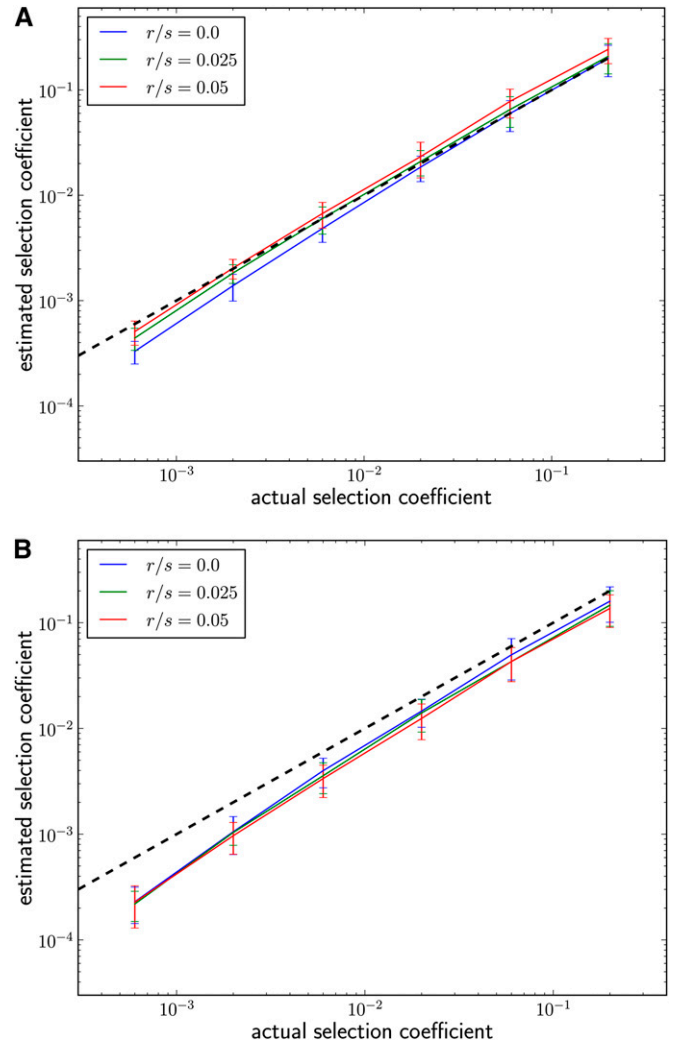 A
r/s = 0.0
r/s = 0.025
r/s = 0.05
estimated selection coefficient
10⁻¹
10⁻²
10⁻³
10⁻⁴
10⁻³ 10⁻² 10⁻¹
actual selection coefficient
B
r/s = 0.0
r/s = 0.025
r/s = 0.05
estimated selection coefficient
10⁻¹
10⁻²
10⁻³
10⁻⁴
10⁻³ 10⁻² 10⁻¹
actual selection coefficient